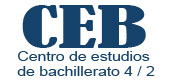 CEB
Centro de estudios
de bachillerato 4 / 2